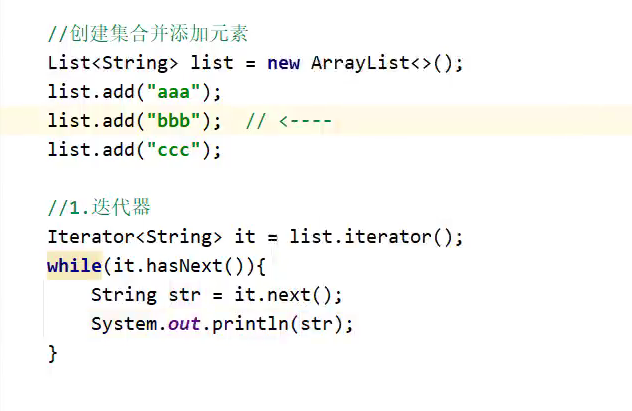 //创建集合并添加元素
List<String> list = new ArrayList<>();
list.add("aaa");
list.add("bbb");  // <----
list.add("ccc");

//1.迭代器
Iterator<String> it = list.iterator();
while(it.hasNext()){
    String str = it.next();
    System.out.println(str);
}